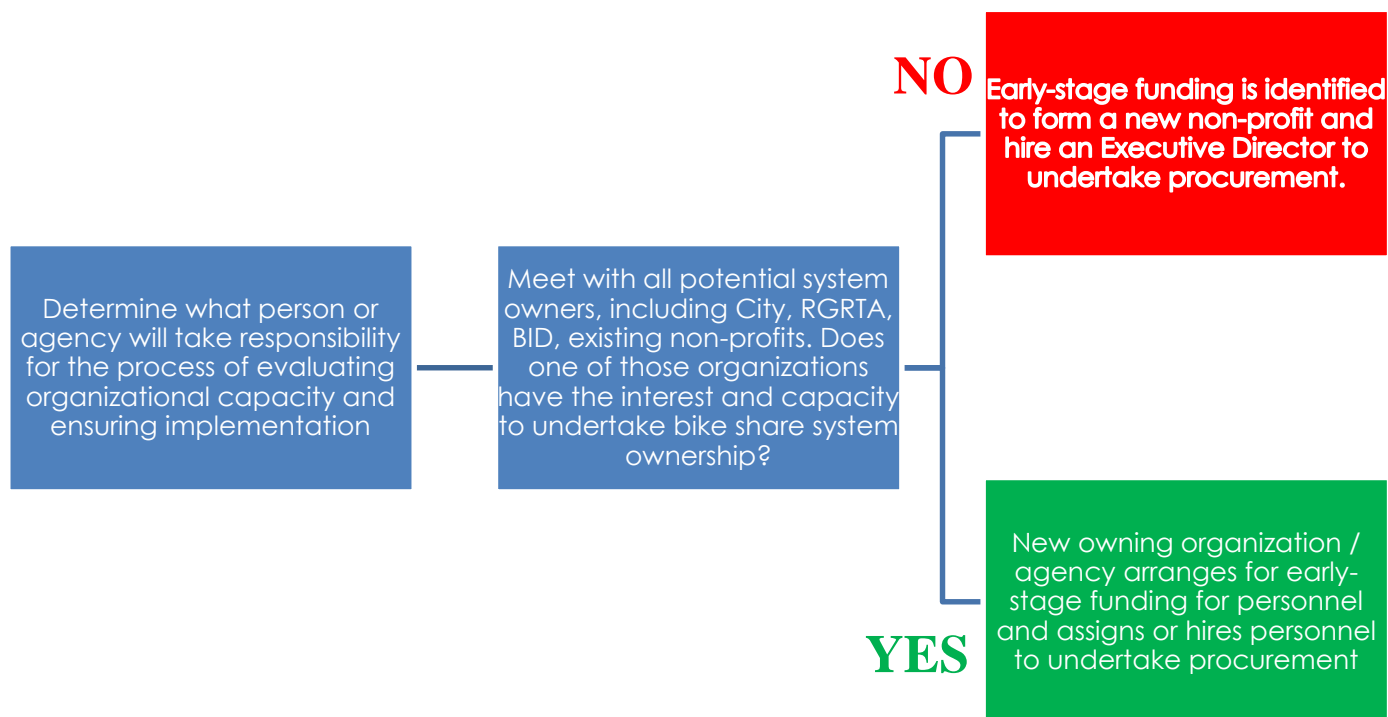 Determine what person or
agency will take responsibility
for the process of evaluating
organizational capacity and
ensuring implementation
Meet with all potential system
owners, including City, RGRTA,
BID, existing non-profits. Does
one of those organizations
have the interest and capacity
to undertake bike share system
ownership?
NO
Early-stage funding is identified
to form a new non-profit and
hire an Executive Director to
undertake procurement.
YES
New owning organization /
agency arranges for early-
stage funding for personnel
and assigns or hires personnel
to undertake procurement